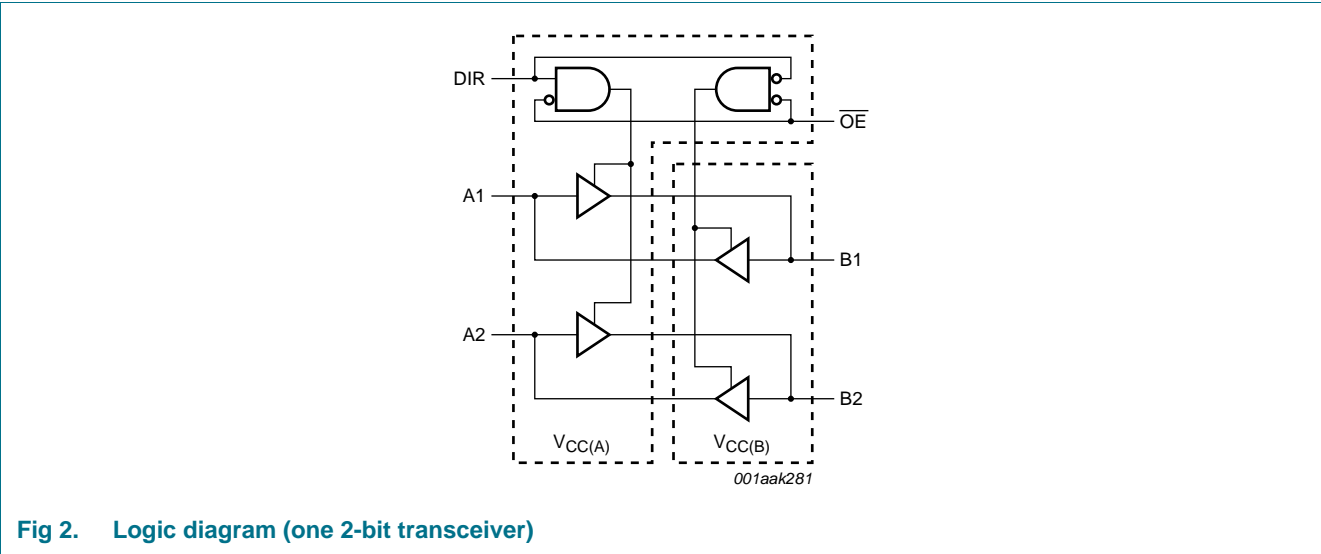 DIR
OE
A1
B1
A2
B2
VCC(A)
VCC(B)
001aak281
Fig 2. Logic diagram (one 2-bit transceiver)